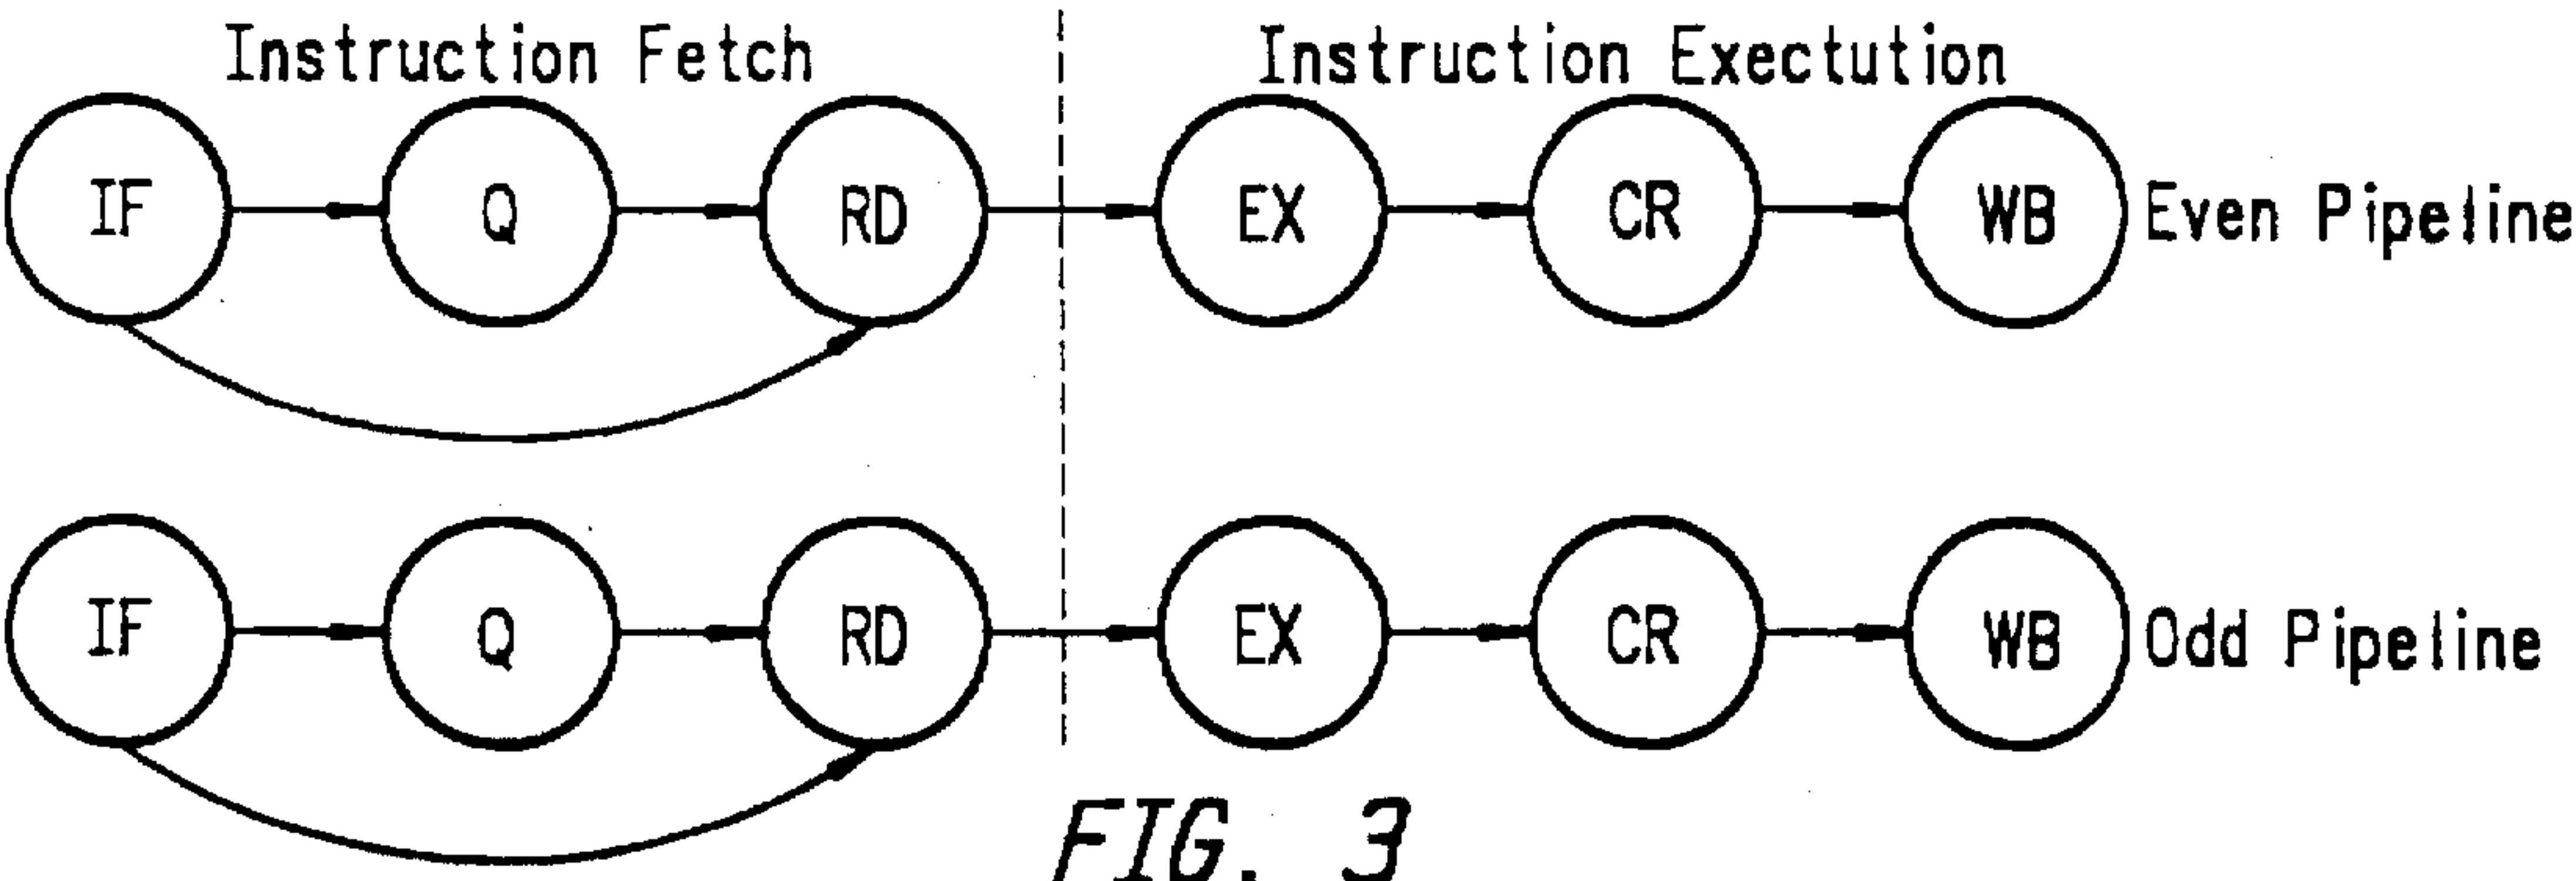 Instruction Fetch
Instruction Exectution
IF Q RD EX CR WB Even Pipeline
IF Q RD EX CR WB Odd Pipeline
FIG. 3